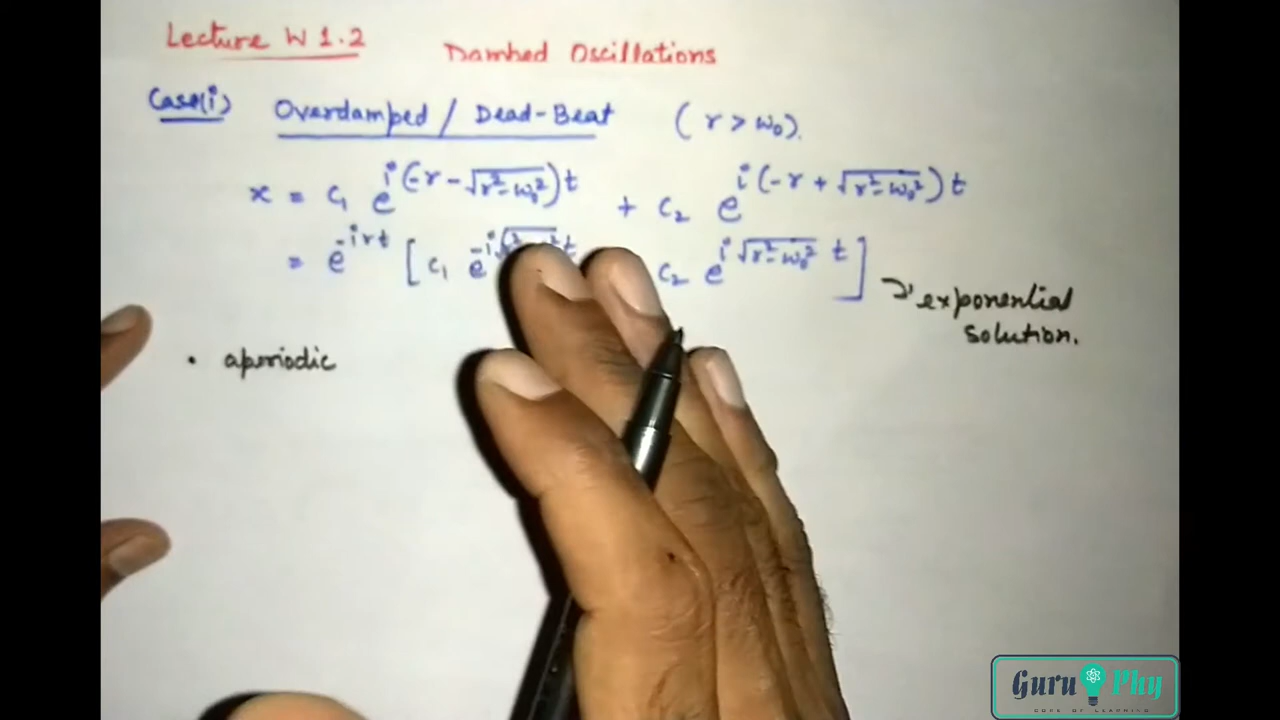 Lecture W 1.2 Damped Oscillations
Case(i) Overdamped / Dead-Beat (r > ω₀).
x = c₁ e^{i(-r - √(r²-ω₀²))t} + c₂ e^{i(-r + √(r²-ω₀²))t}
= e^{-irt} [ c₁ e^{-i√ t} c₂ e^{i√(r²-ω₀²) t} ] → exponential
solution.
• aperiodic
Guru Phy